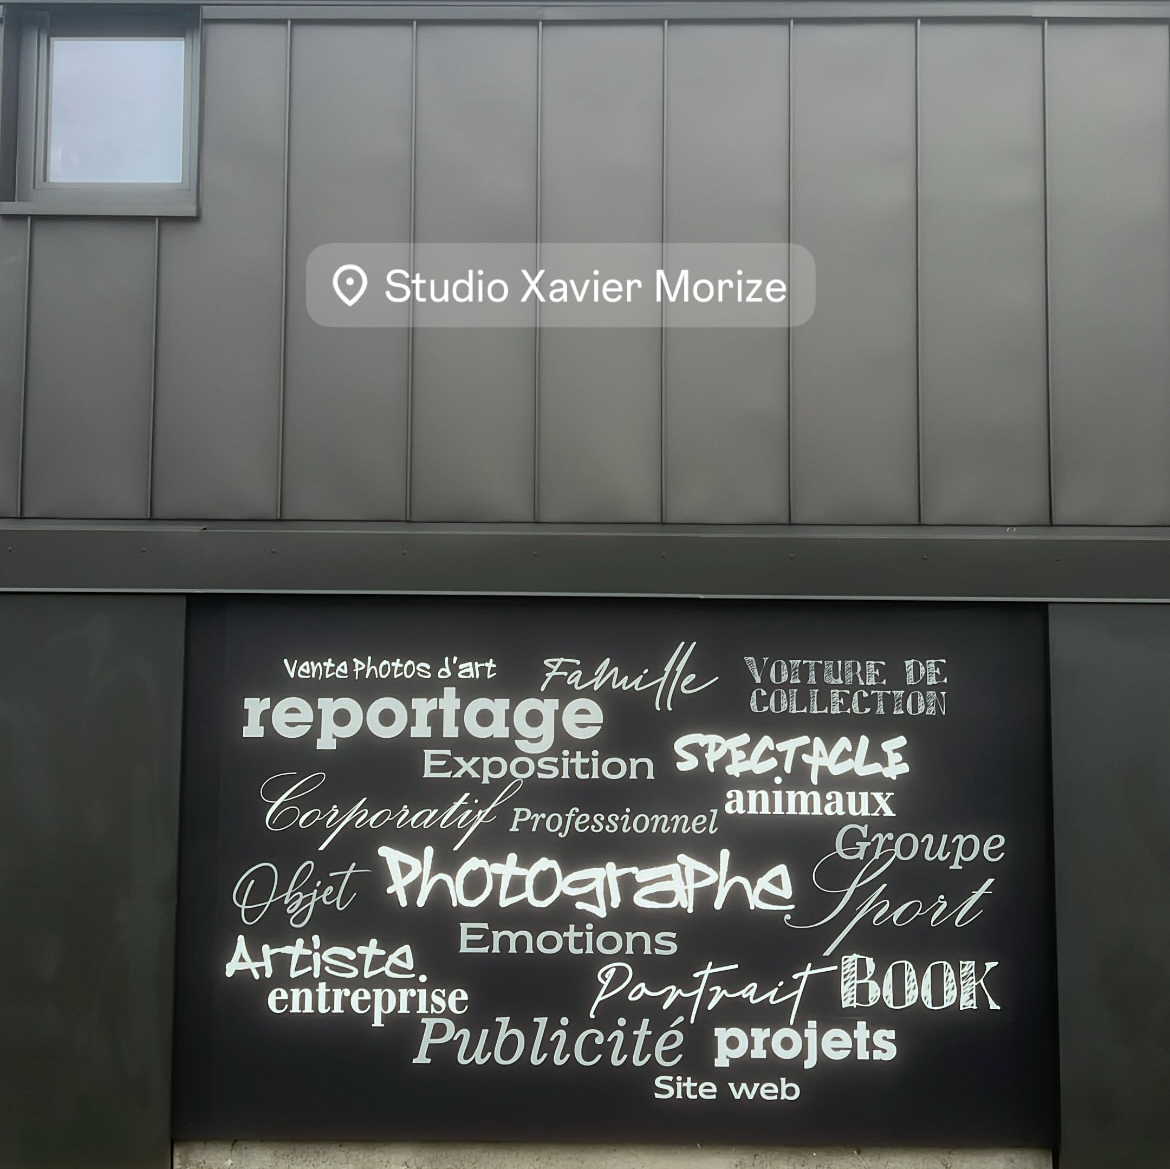 Studio Xavier Morize
Vente Photos d'art
Famille
VOITURE DE
COLLECTION
reportage
Exposition
SPECTACLE
animaux
Corporatif
Professionnel
Groupe
Objet
Photographe
Sport
Emotions
Artiste.
entreprise
Portrait
BOOK
Publicité
projets
Site web